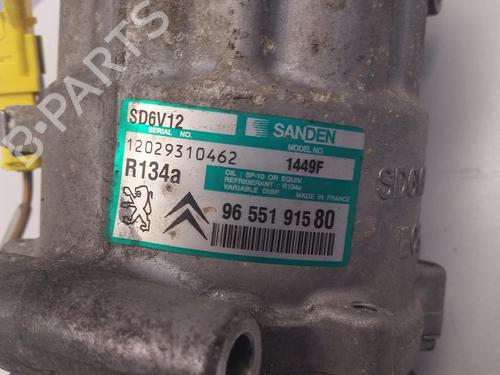 B-PARTS
SD6V12
SANDEN
SERIAL NO.
MODEL NO.
12029310462
1449F
R134a
OIL : SP-10 OR EQUIV.
REFRIGERANT : R134a
VARIABLE DISP. MADE IN FRANCE
96 551 915 80